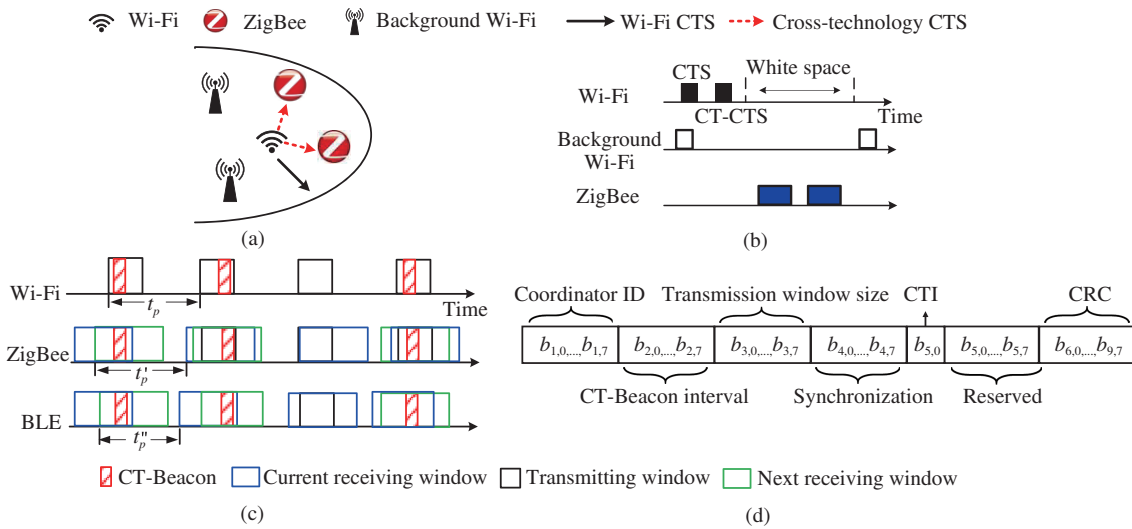 Wi-Fi ZigBee Background Wi-Fi Wi-Fi CTS Cross-technology CTS
Z
Z
Z
(a)
CTS White space
Wi-Fi
CT-CTS Time
Background
Wi-Fi
ZigBee
(b)
Wi-Fi
t_p Time
ZigBee
t_p'
BLE
t_p''
CT-Beacon Current receiving window Transmitting window Next receiving window
(c)
Coordinator ID Transmission window size CTI CRC
b_{1,0,...,}b_{1,7} b_{2,0,...,}b_{2,7} b_{3,0,...,}b_{3,7} b_{4,0,...,}b_{4,7} b_{5,0} b_{5,0,...,}b_{5,7} b_{6,0,...,}b_{9,7}
CT-Beacon interval Synchronization Reserved
(d)